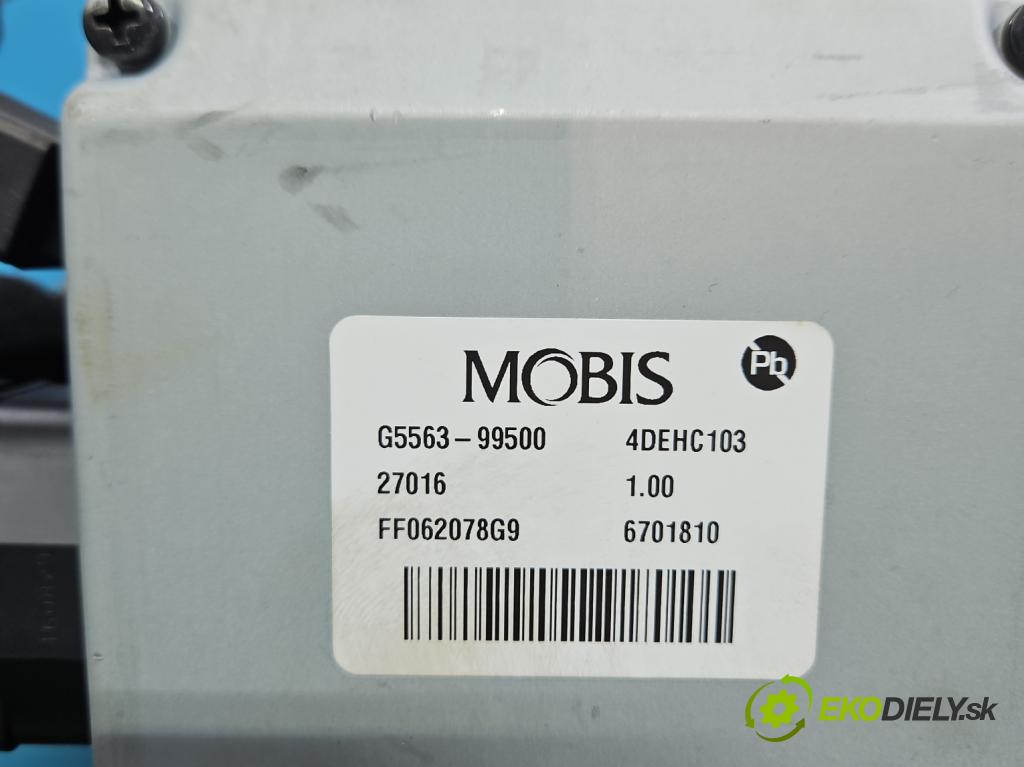 MOBIS
Pb
G5563-99500 4DEHC103
27016 1.00
FF062078G9 6701810
EKODIELY.sk